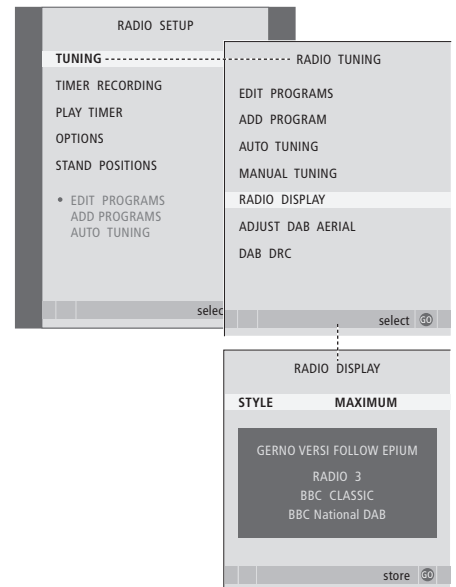 RADIO SETUP
TUNING
TIMER RECORDING
PLAY TIMER
OPTIONS
STAND POSITIONS
• EDIT PROGRAMS
ADD PROGRAMS
AUTO TUNING
selec
RADIO TUNING
EDIT PROGRAMS
ADD PROGRAM
AUTO TUNING
MANUAL TUNING
RADIO DISPLAY
ADJUST DAB AERIAL
DAB DRC
select GO
RADIO DISPLAY
STYLE MAXIMUM
GERNO VERSI FOLLOW EPIUM
RADIO 3
BBC CLASSIC
BBC National DAB
store GO